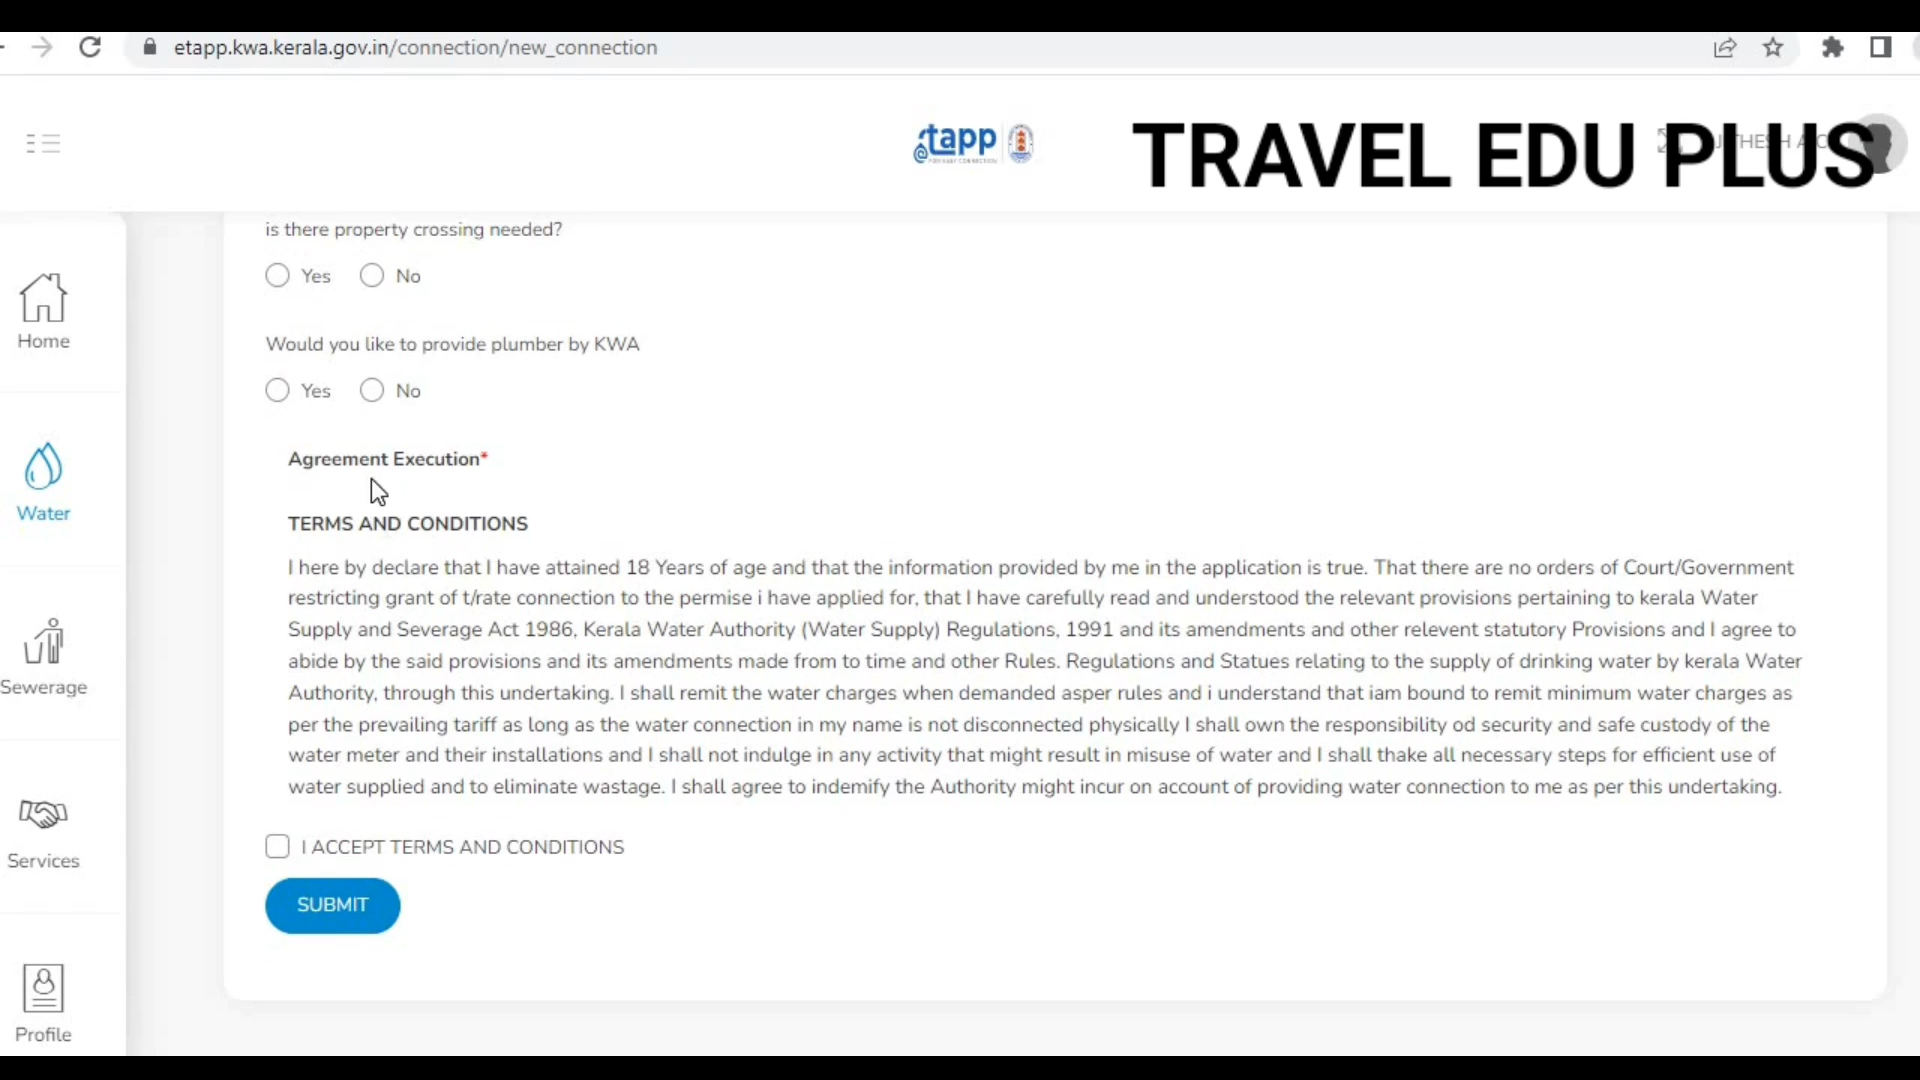 etapp.kwa.kerala.gov.in/connection/new_connection
etapp
TRAVEL EDU PLUS
is there property crossing needed?
Yes No
Would you like to provide plumber by KWA
Yes No
Agreement Execution*
TERMS AND CONDITIONS
I here by declare that I have attained 18 Years of age and that the information provided by me in the application is true. That there are no orders of Court/Government
restricting grant of t/rate connection to the permise i have applied for, that I have carefully read and understood the relevant provisions pertaining to kerala Water
Supply and Severage Act 1986, Kerala Water Authority (Water Supply) Regulations, 1991 and its amendments and other relevent statutory Provisions and I agree to
abide by the said provisions and its amendments made from to time and other Rules. Regulations and Statues relating to the supply of drinking water by kerala Water
Authority, through this undertaking. I shall remit the water charges when demanded asper rules and i understand that iam bound to remit minimum water charges as
per the prevailing tariff as long as the water connection in my name is not disconnected physically I shall own the responsibility od security and safe custody of the
water meter and their installations and I shall not indulge in any activity that might result in misuse of water and I shall thake all necessary steps for efficient use of
water supplied and to eliminate wastage. I shall agree to indemify the Authority might incur on account of providing water connection to me as per this undertaking.
I ACCEPT TERMS AND CONDITIONS
SUBMIT
Home
Water
Sewerage
Services
Profile